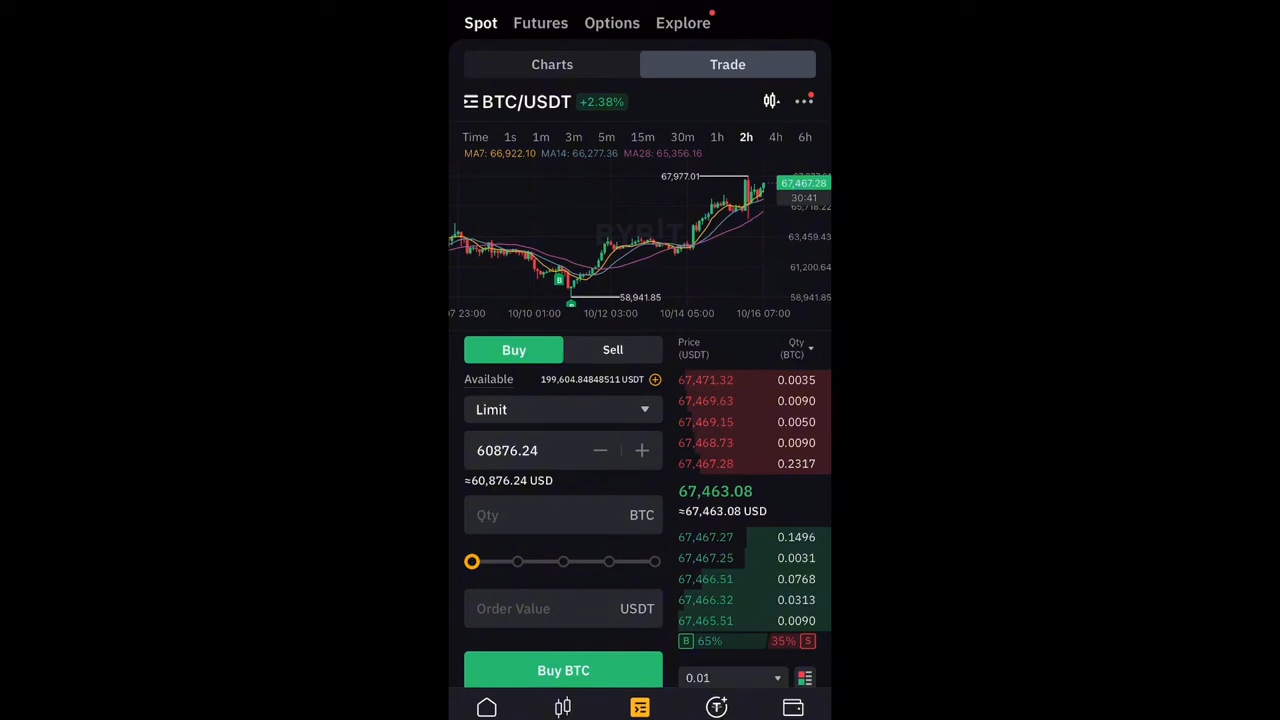 Spot Futures Options Explore
Charts Trade
BTC/USDT +2.38%
Time 1s 1m 3m 5m 15m 30m 1h 2h 4h 6h
MA7: 66,922.10 MA14: 66,277.36 MA28: 65,356.16
67,977.01
67,467.28
30:41
65,718.22
BYBIT
63,459.43
61,200.64
B
58,941.85 58,941.85
10/10 01:00 10/12 03:00 10/14 05:00 10/16 07:00
Buy Sell
Available 199,604.84848511 USDT
Limit
60876.24
≈60,876.24 USD
Qty BTC
Order Value USDT
Buy BTC
Price Qty
(USDT) (BTC)
67,471.32 0.0035
67,469.63 0.0090
67,469.15 0.0050
67,468.73 0.0090
67,467.28 0.2317
67,463.08
≈67,463.08 USD
67,467.27 0.1496
67,467.25 0.0031
67,466.51 0.0768
67,466.32 0.0313
67,465.51 0.0090
B 65% 35% S
0.01